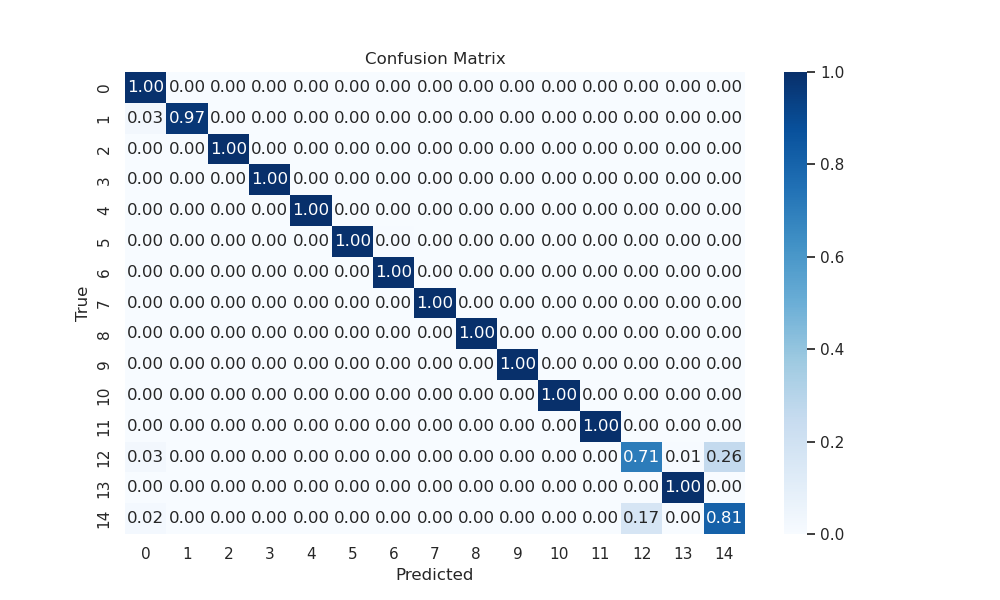 Confusion Matrix
True
0 1.00 0.00 0.00 0.00 0.00 0.00 0.00 0.00 0.00 0.00 0.00 0.00 0.00 0.00 0.00
1 0.03 0.97 0.00 0.00 0.00 0.00 0.00 0.00 0.00 0.00 0.00 0.00 0.00 0.00 0.00
2 0.00 0.00 1.00 0.00 0.00 0.00 0.00 0.00 0.00 0.00 0.00 0.00 0.00 0.00 0.00
3 0.00 0.00 0.00 1.00 0.00 0.00 0.00 0.00 0.00 0.00 0.00 0.00 0.00 0.00 0.00
4 0.00 0.00 0.00 0.00 1.00 0.00 0.00 0.00 0.00 0.00 0.00 0.00 0.00 0.00 0.00
5 0.00 0.00 0.00 0.00 0.00 1.00 0.00 0.00 0.00 0.00 0.00 0.00 0.00 0.00 0.00
6 0.00 0.00 0.00 0.00 0.00 0.00 1.00 0.00 0.00 0.00 0.00 0.00 0.00 0.00 0.00
7 0.00 0.00 0.00 0.00 0.00 0.00 0.00 1.00 0.00 0.00 0.00 0.00 0.00 0.00 0.00
8 0.00 0.00 0.00 0.00 0.00 0.00 0.00 0.00 1.00 0.00 0.00 0.00 0.00 0.00 0.00
9 0.00 0.00 0.00 0.00 0.00 0.00 0.00 0.00 0.00 1.00 0.00 0.00 0.00 0.00 0.00
10 0.00 0.00 0.00 0.00 0.00 0.00 0.00 0.00 0.00 0.00 1.00 0.00 0.00 0.00 0.00
11 0.00 0.00 0.00 0.00 0.00 0.00 0.00 0.00 0.00 0.00 0.00 1.00 0.00 0.00 0.00
12 0.03 0.00 0.00 0.00 0.00 0.00 0.00 0.00 0.00 0.00 0.00 0.00 0.71 0.01 0.26
13 0.00 0.00 0.00 0.00 0.00 0.00 0.00 0.00 0.00 0.00 0.00 0.00 0.00 1.00 0.00
14 0.02 0.00 0.00 0.00 0.00 0.00 0.00 0.00 0.00 0.00 0.00 0.00 0.17 0.00 0.81
0 1 2 3 4 5 6 7 8 9 10 11 12 13 14
Predicted
1.0
0.8
0.6
0.4
0.2
0.0